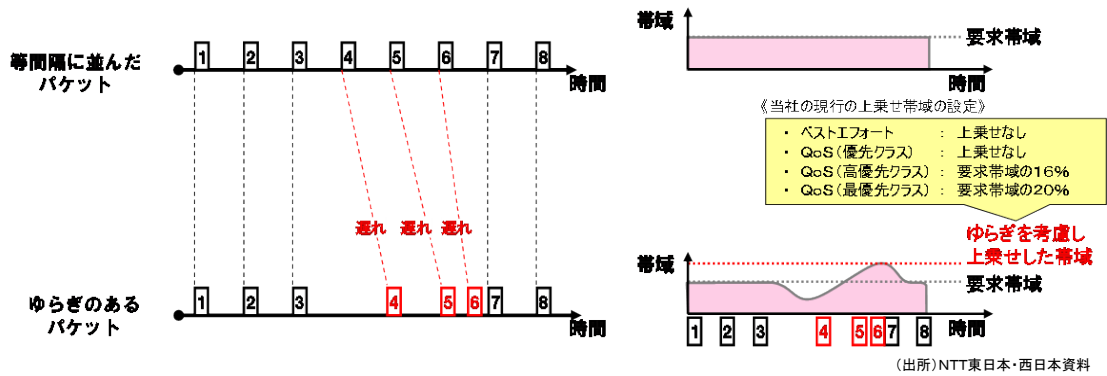 等間隔に並んだ
パケット
1 2 3 4 5 6 7 8
時間
遅れ 遅れ 遅れ
ゆらぎのある
パケット
1 2 3 4 5 6 7 8
時間
帯域
要求帯域
時間
《当社の現行の上乗せ帯域の設定》
・ ベストエフォート : 上乗せなし
・ QoS(優先クラス) : 上乗せなし
・ QoS(高優先クラス) : 要求帯域の16%
・ QoS(最優先クラス) : 要求帯域の20%
ゆらぎを考慮し
上乗せした帯域
帯域
要求帯域
1 2 3 4 5 6 7 8
時間
(出所)NTT東日本・西日本資料